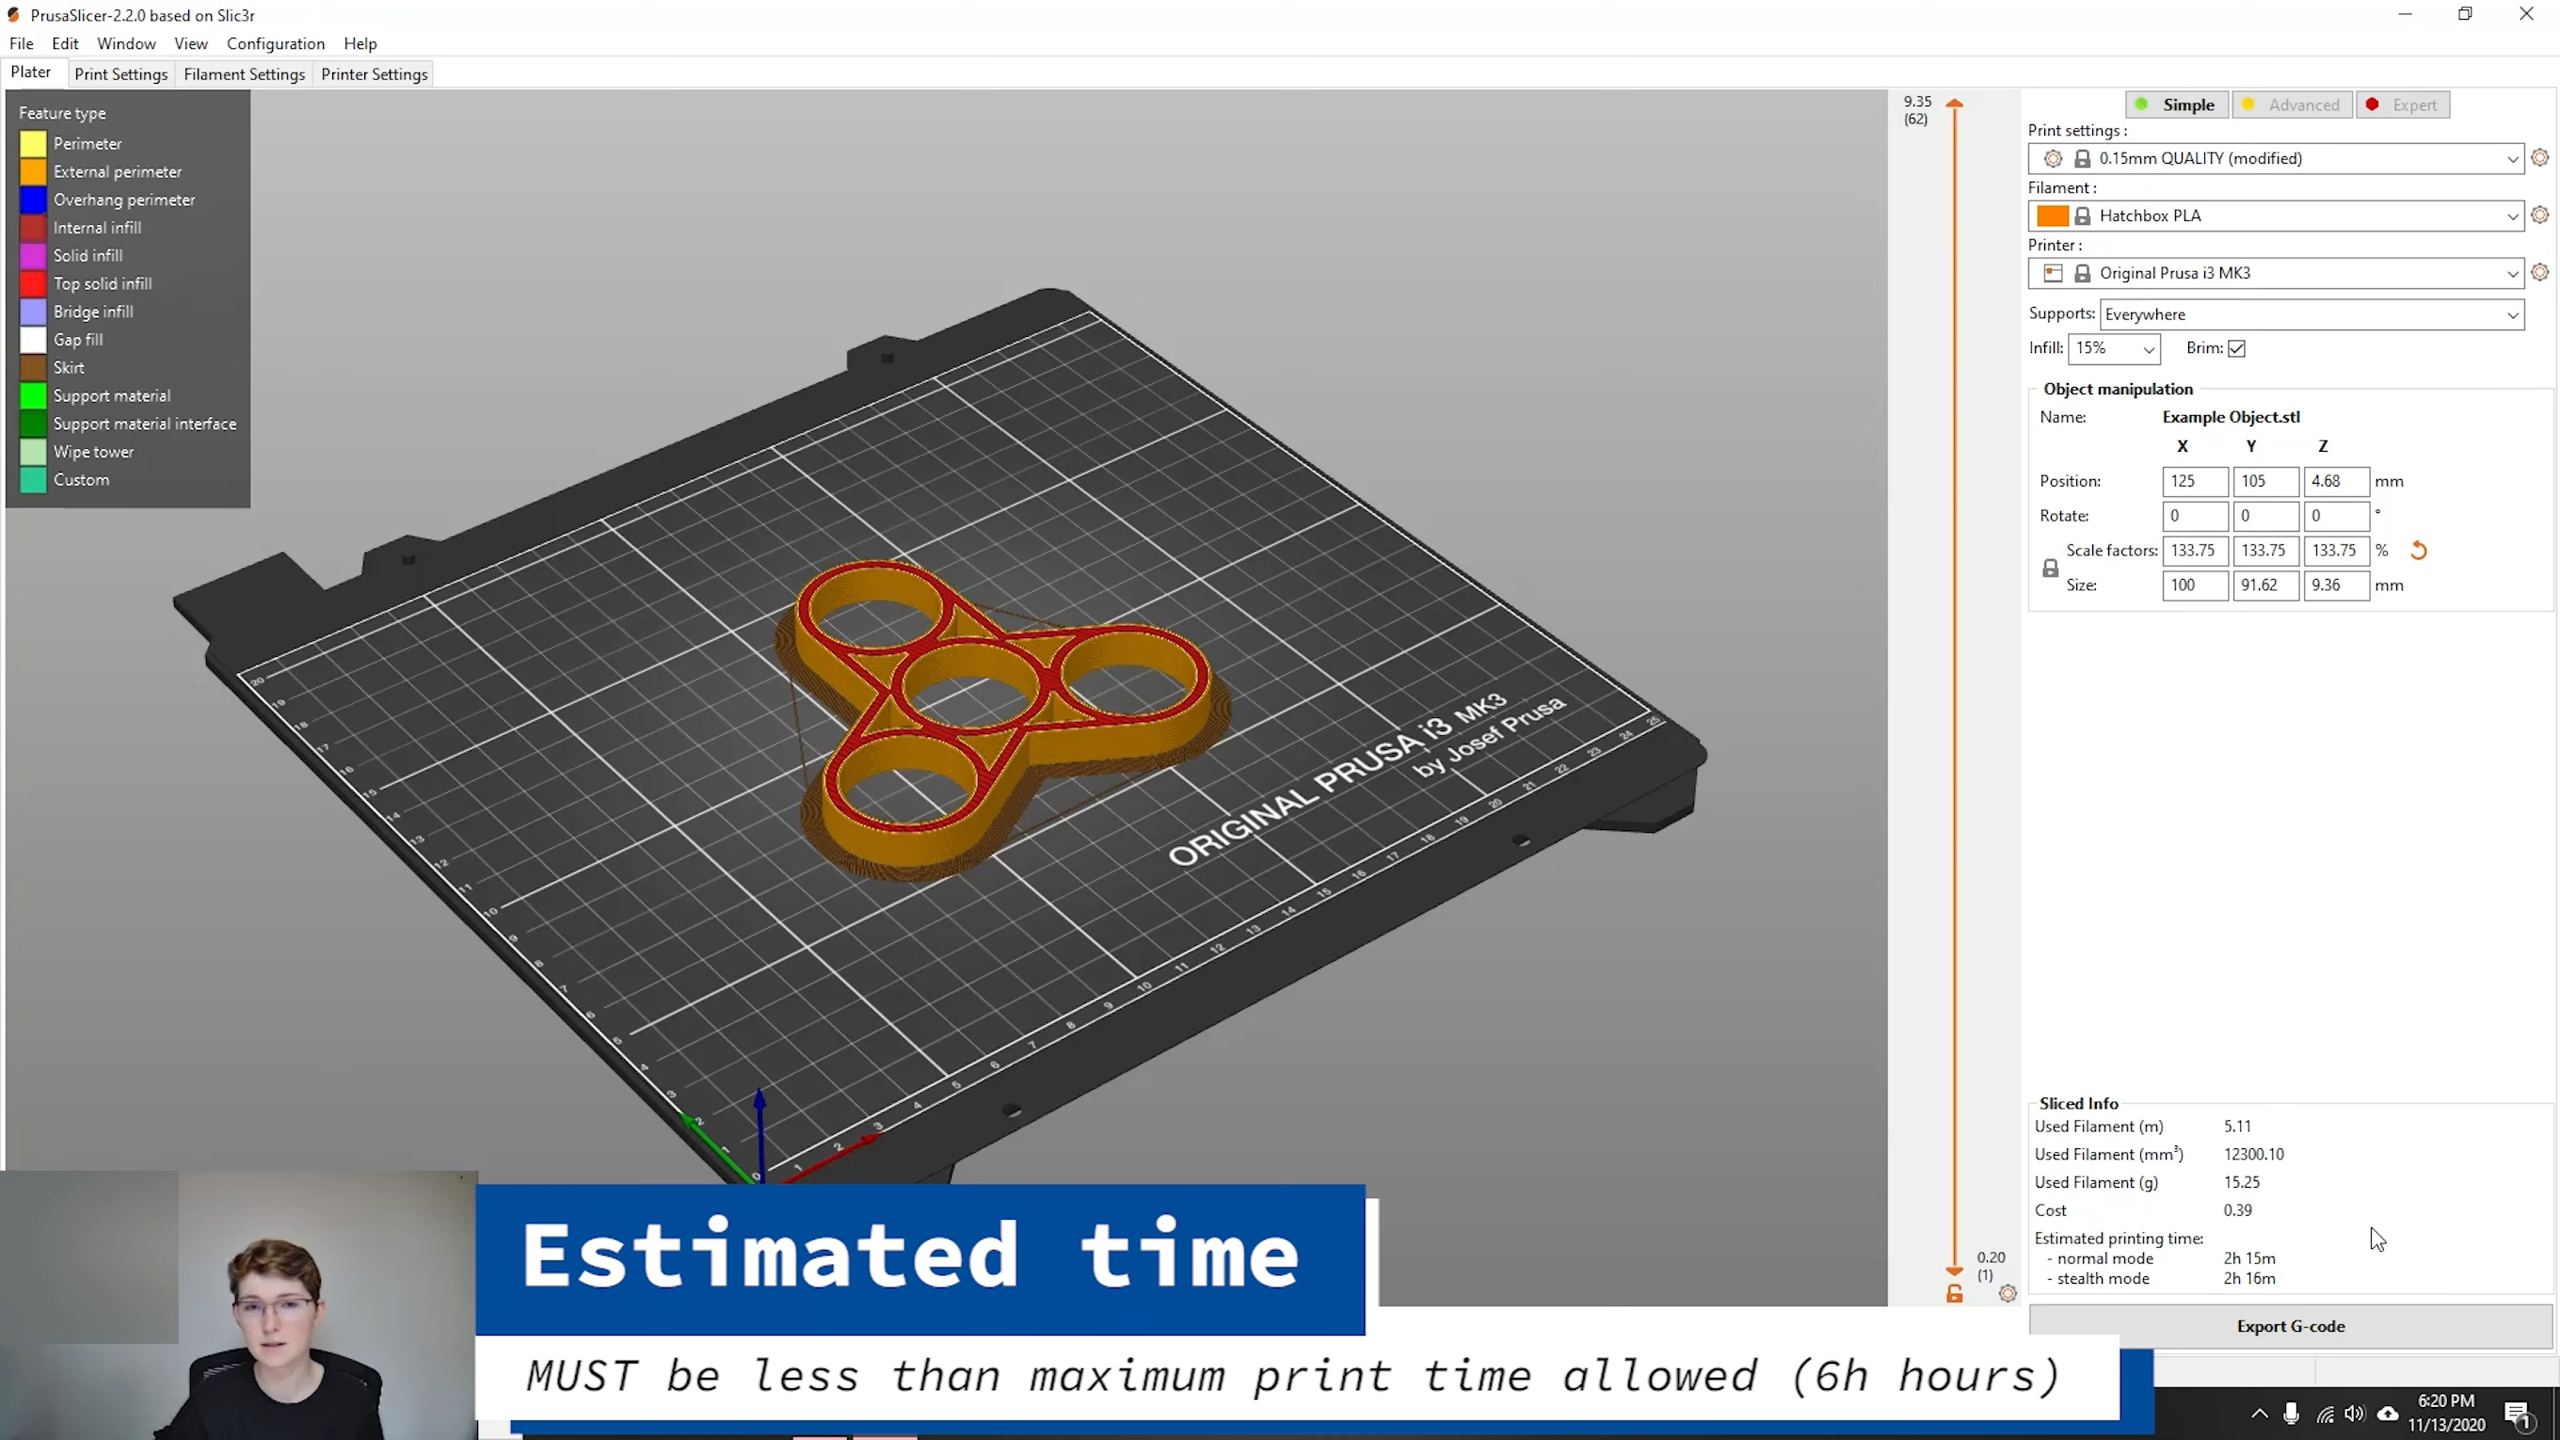 PrusaSlicer-2.2.0 based on Slic3r
File Edit Window View Configuration Help
Plater Print Settings Filament Settings Printer Settings
Feature type
Perimeter
External perimeter
Overhang perimeter
Internal infill
Solid infill
Top solid infill
Bridge infill
Gap fill
Skirt
Support material
Support material interface
Wipe tower
Custom
9.35
(62)
0.20
(1)
ORIGINAL PRUSA i3 MK3
by Josef Prusa
Simple Advanced Expert
Print settings :
0.15mm QUALITY (modified)
Filament :
Hatchbox PLA
Printer :
Original Prusa i3 MK3
Supports: Everywhere
Infill: 15% Brim:
Object manipulation
Name: Example Object.stl
X Y Z
Position: 125 105 4.68 mm
Rotate: 0 0 0 °
Scale factors: 133.75 133.75 133.75 %
Size: 100 91.62 9.36 mm
Sliced Info
Used Filament (m) 5.11
Used Filament (mm³) 12300.10
Used Filament (g) 15.25
Cost 0.39
Estimated printing time:
- normal mode 2h 15m
- stealth mode 2h 16m
Export G-code
Estimated time
MUST be less than maximum print time allowed (6h hours)
6:20 PM
11/13/2020
1